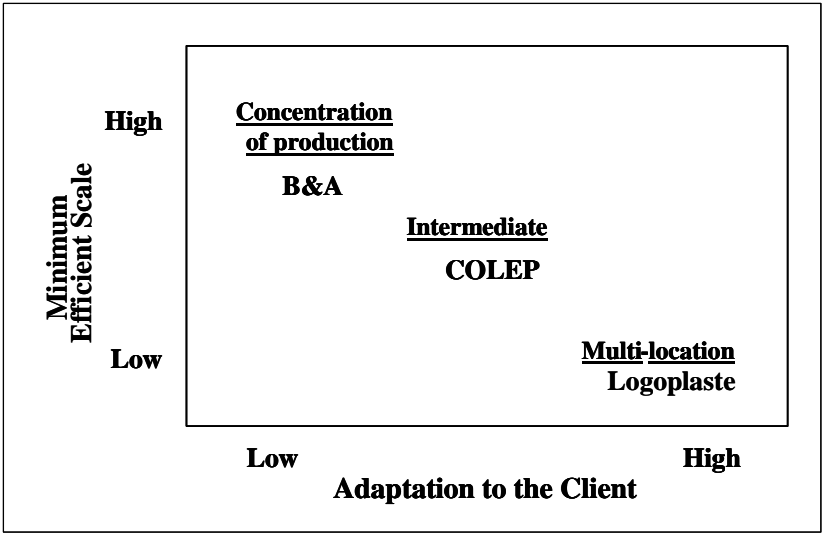 High
Concentration
of production
B&A
Intermediate
COLEP
Minimum
Efficient Scale
Low
Multi-location
Logoplaste
Low
High
Adaptation to the Client